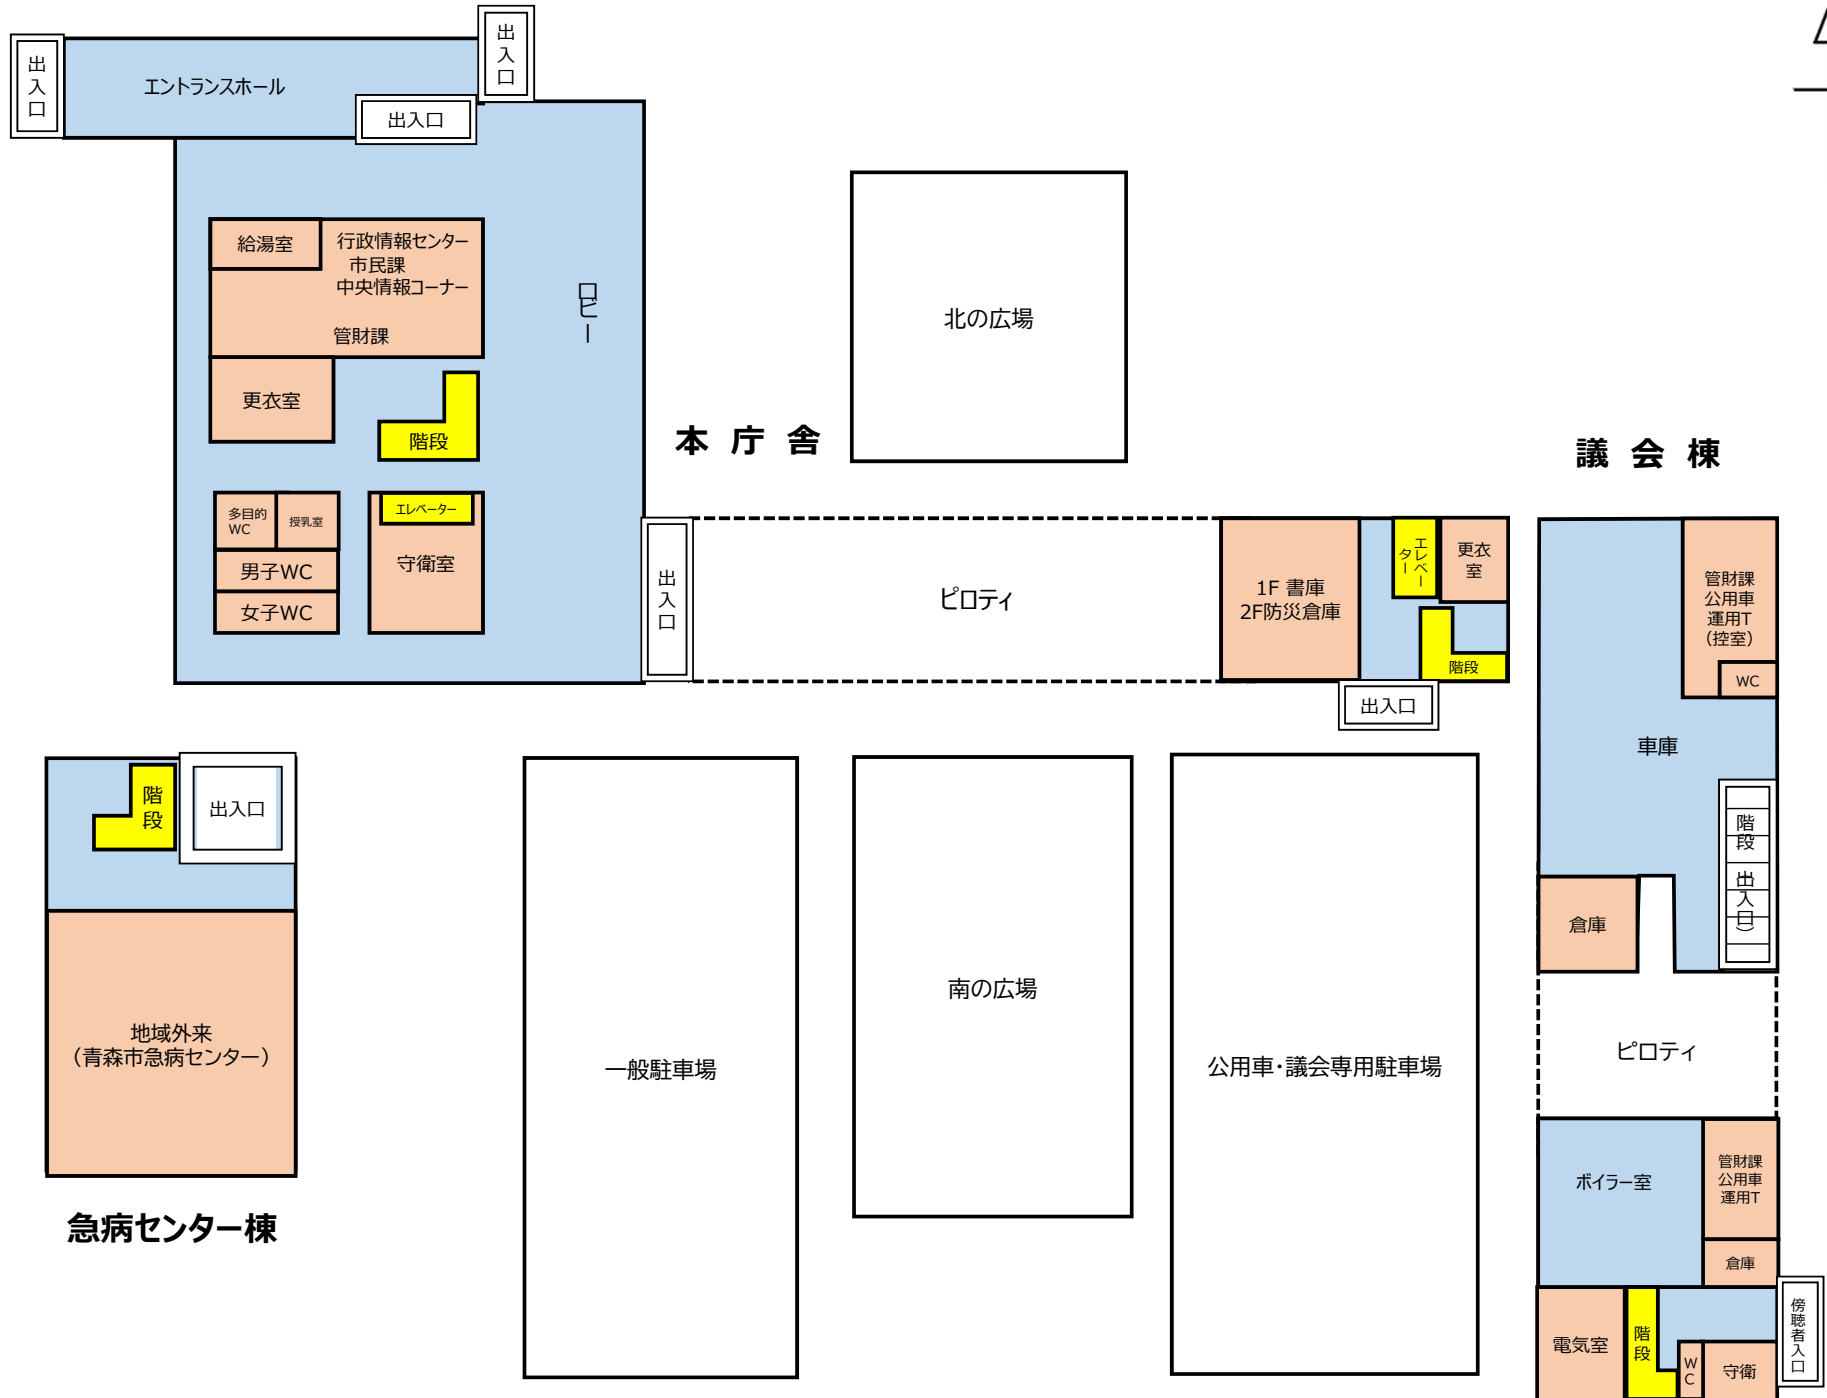 出入口
出入口
エントランスホール
出入口
給湯室
行政情報センター
市民課
中央情報コーナー
管財課
ロビー
更衣室
階段
多目的
WC
授乳室
エレベーター
守衛室
男子WC
女子WC
本庁舎
北の広場
議会棟
出入口
ピロティ
1F 書庫
2F防災倉庫
エレベー
ター
更衣
室
階段
出入口
管財課
公用車
運用T
（控室）
WC
車庫
階段
（出入口）
倉庫
ピロティ
階段
出入口
地域外来
（青森市急病センター）
急病センター棟
一般駐車場
南の広場
公用車・議会専用駐車場
ボイラー室
管財課
公用車
運用T
倉庫
電気室
階段
WC
守衛
傍聴者入口